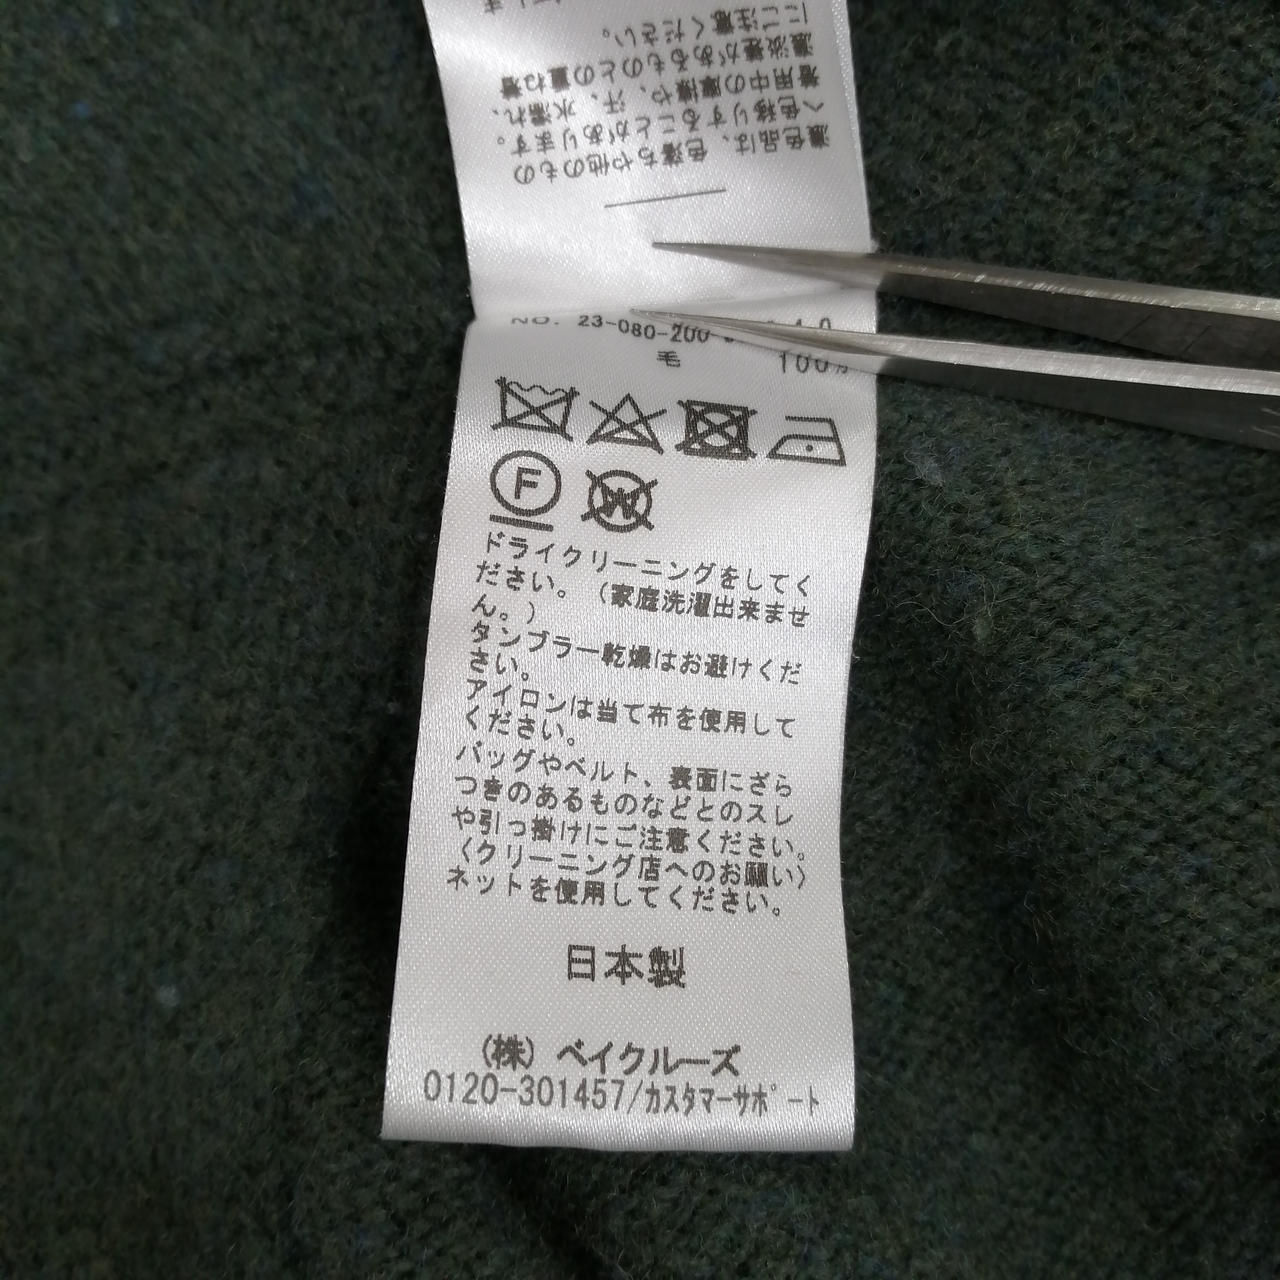 濃色品は、色落ちや他のもの
へ色移りすることがあります。
着用中の摩擦や、汗、水濡れ、
濃淡差があるものとの重ね着
にご注意ください。
NO. 23-080-200
毛 100%
F
W
ドライクリーニングをしてく
ださい。（家庭洗濯出来ませ
ん。）
タンブラー乾燥はお避けくだ
さい。
アイロンは当て布を使用して
ください。
バッグやベルト、表面にざら
つきのあるものなどとのスレ
や引っ掛けにご注意ください。
〈クリーニング店へのお願い〉
ネットを使用してください。
日本製
(株) ベイクルーズ
0120-301457/カスタマーサポート